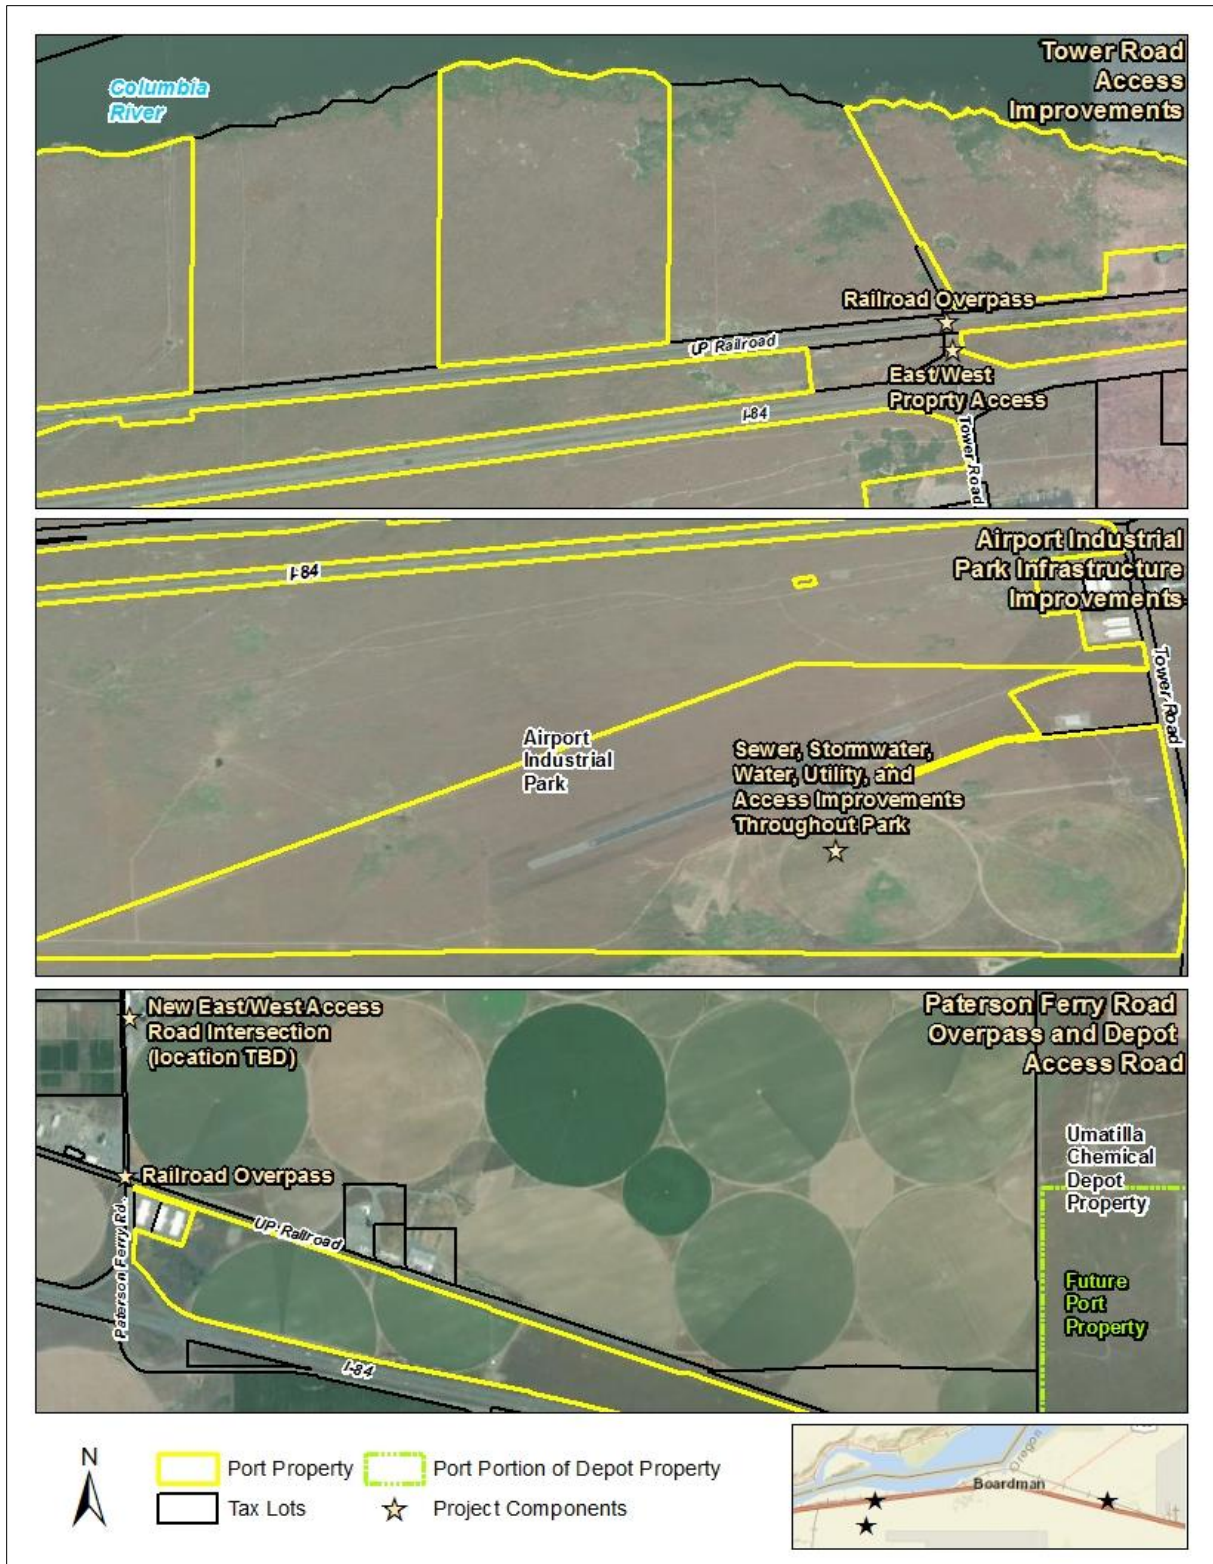 Tower Road
Access
Improvements
Columbia
River
Railroad Overpass
UP Railroad
East/West
Proprty Access
I-84
Tower Road
Airport Industrial
Park Infrastructure
Improvements
I-84
Tower Road
Airport
Industrial
Park
Sewer, Stormwater,
Water, Utility, and
Access Improvements
Throughout Park
New East/West Access
Road Intersection
(location TBD)
Paterson Ferry Road
Overpass and Depot
Access Road
Umatilla
Chemical
Depot
Property
Railroad Overpass
Paterson Ferry Rd.
UP Railroad
Future
Port
Property
I-84
N
Port Property
Port Portion of Depot Property
Tax Lots
Project Components
Oregon
Boardman